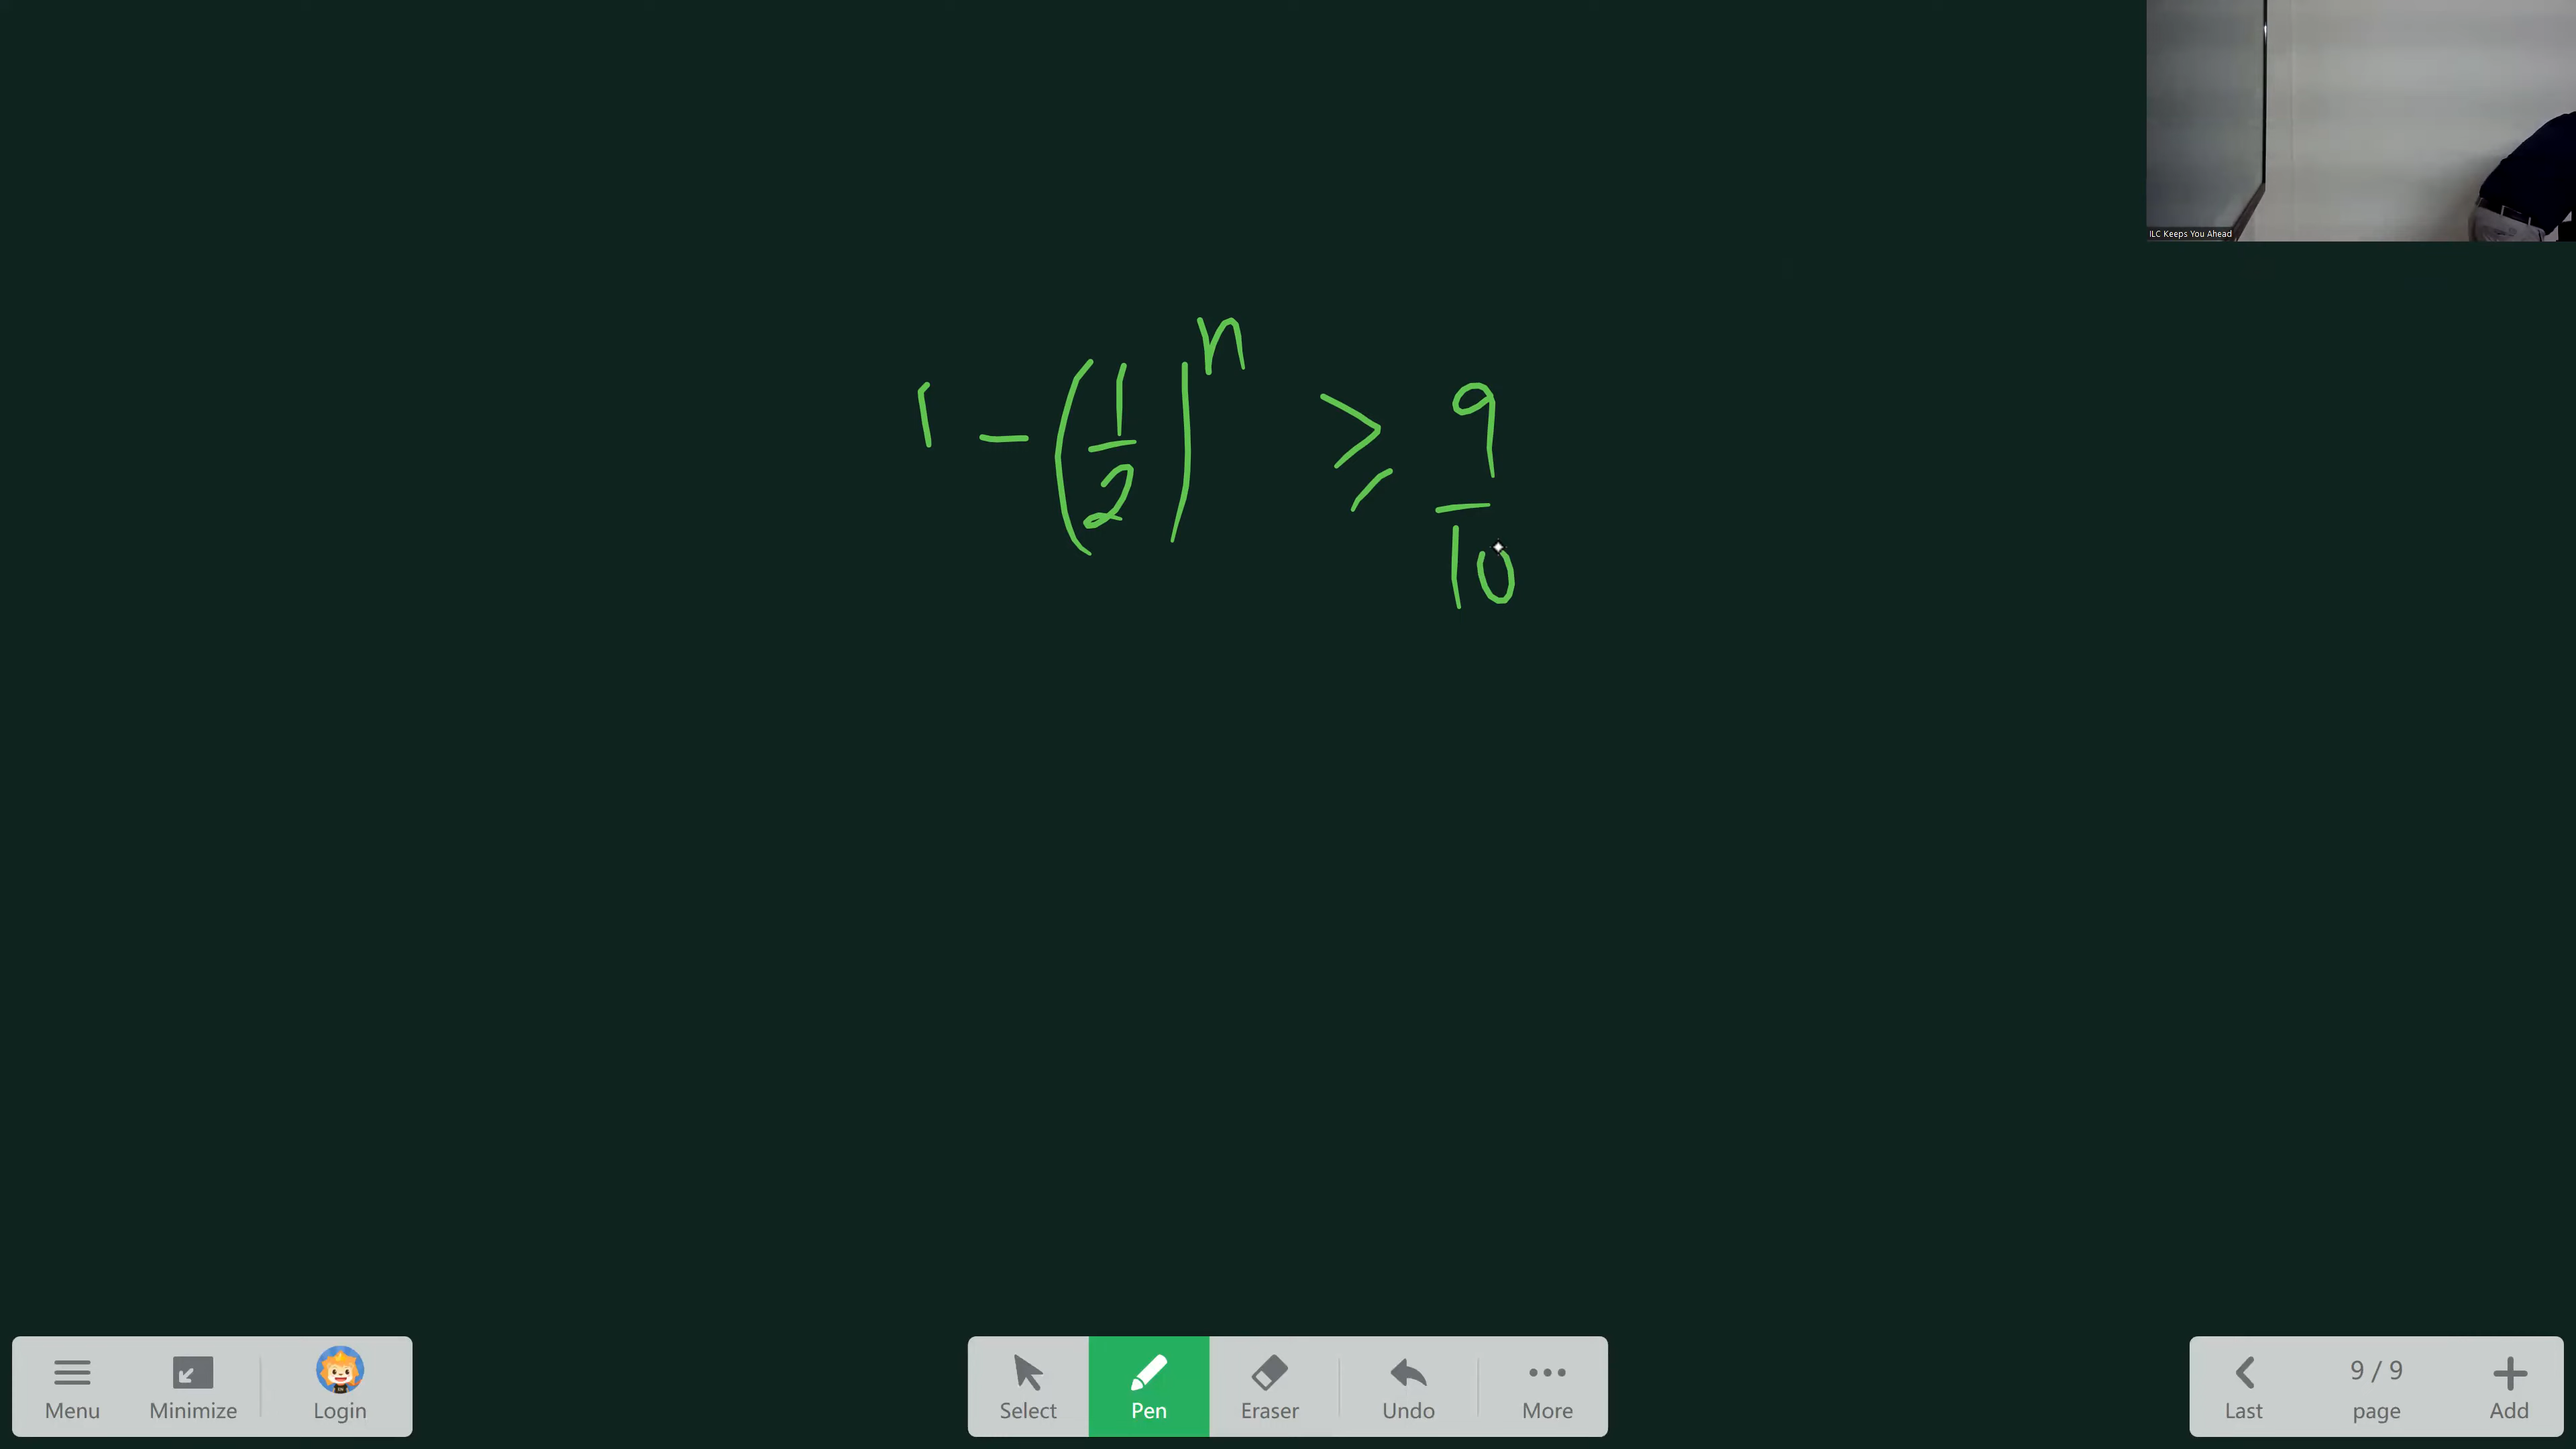 ILC Keeps You Ahead
1 - (1/2)^n ≥ 9/10
Menu
Minimize
Login
Select
Pen
Eraser
Undo
More
Last
9 / 9
page
Add